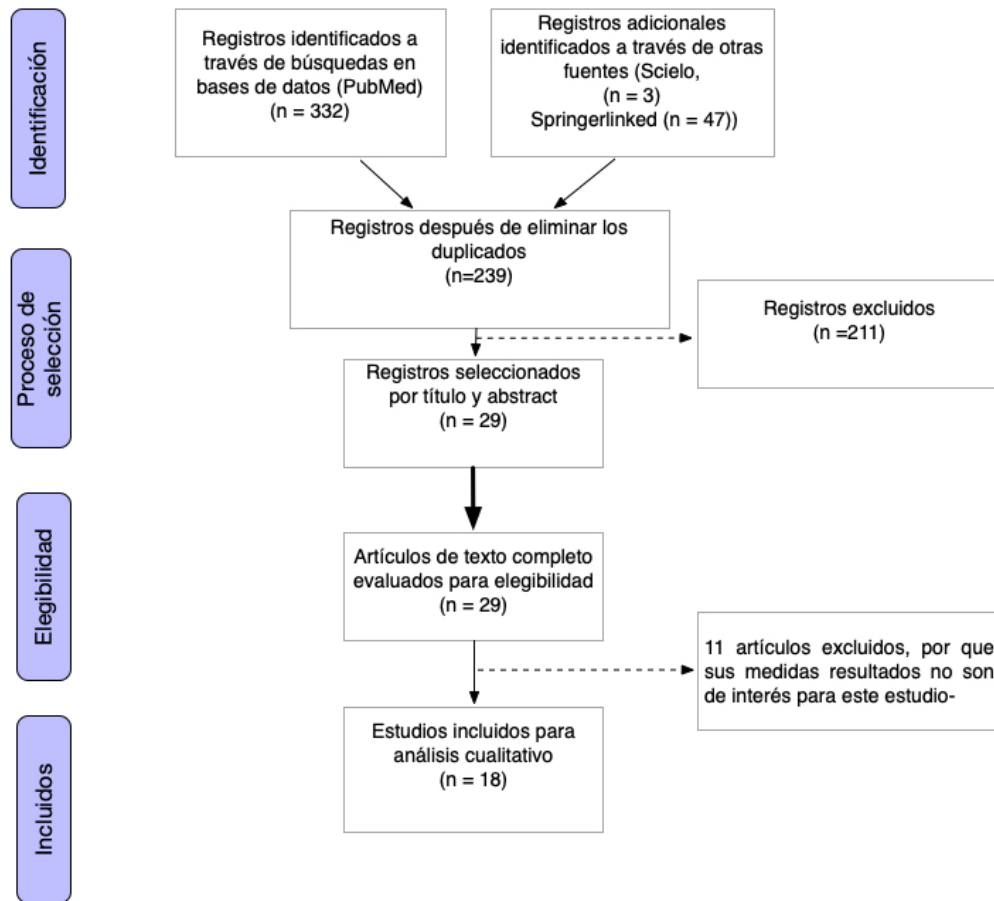 Identificación
Registros identificados a
través de búsquedas en
bases de datos (PubMed)
(n = 332)
Registros adicionales
identificados a través de otras
fuentes (Scielo,
(n = 3)
Springerlinked (n = 47))
Registros después de eliminar los
duplicados
(n=239)
Proceso de
selección
Registros excluidos
(n =211)
Registros seleccionados
por título y abstract
(n = 29)
Elegibilidad
Artículos de texto completo
evaluados para elegibilidad
(n = 29)
11 artículos excluidos, por que
sus medidas resultados no son
de interés para este estudio-
Incluidos
Estudios incluidos para
análisis cualitativo
(n = 18)